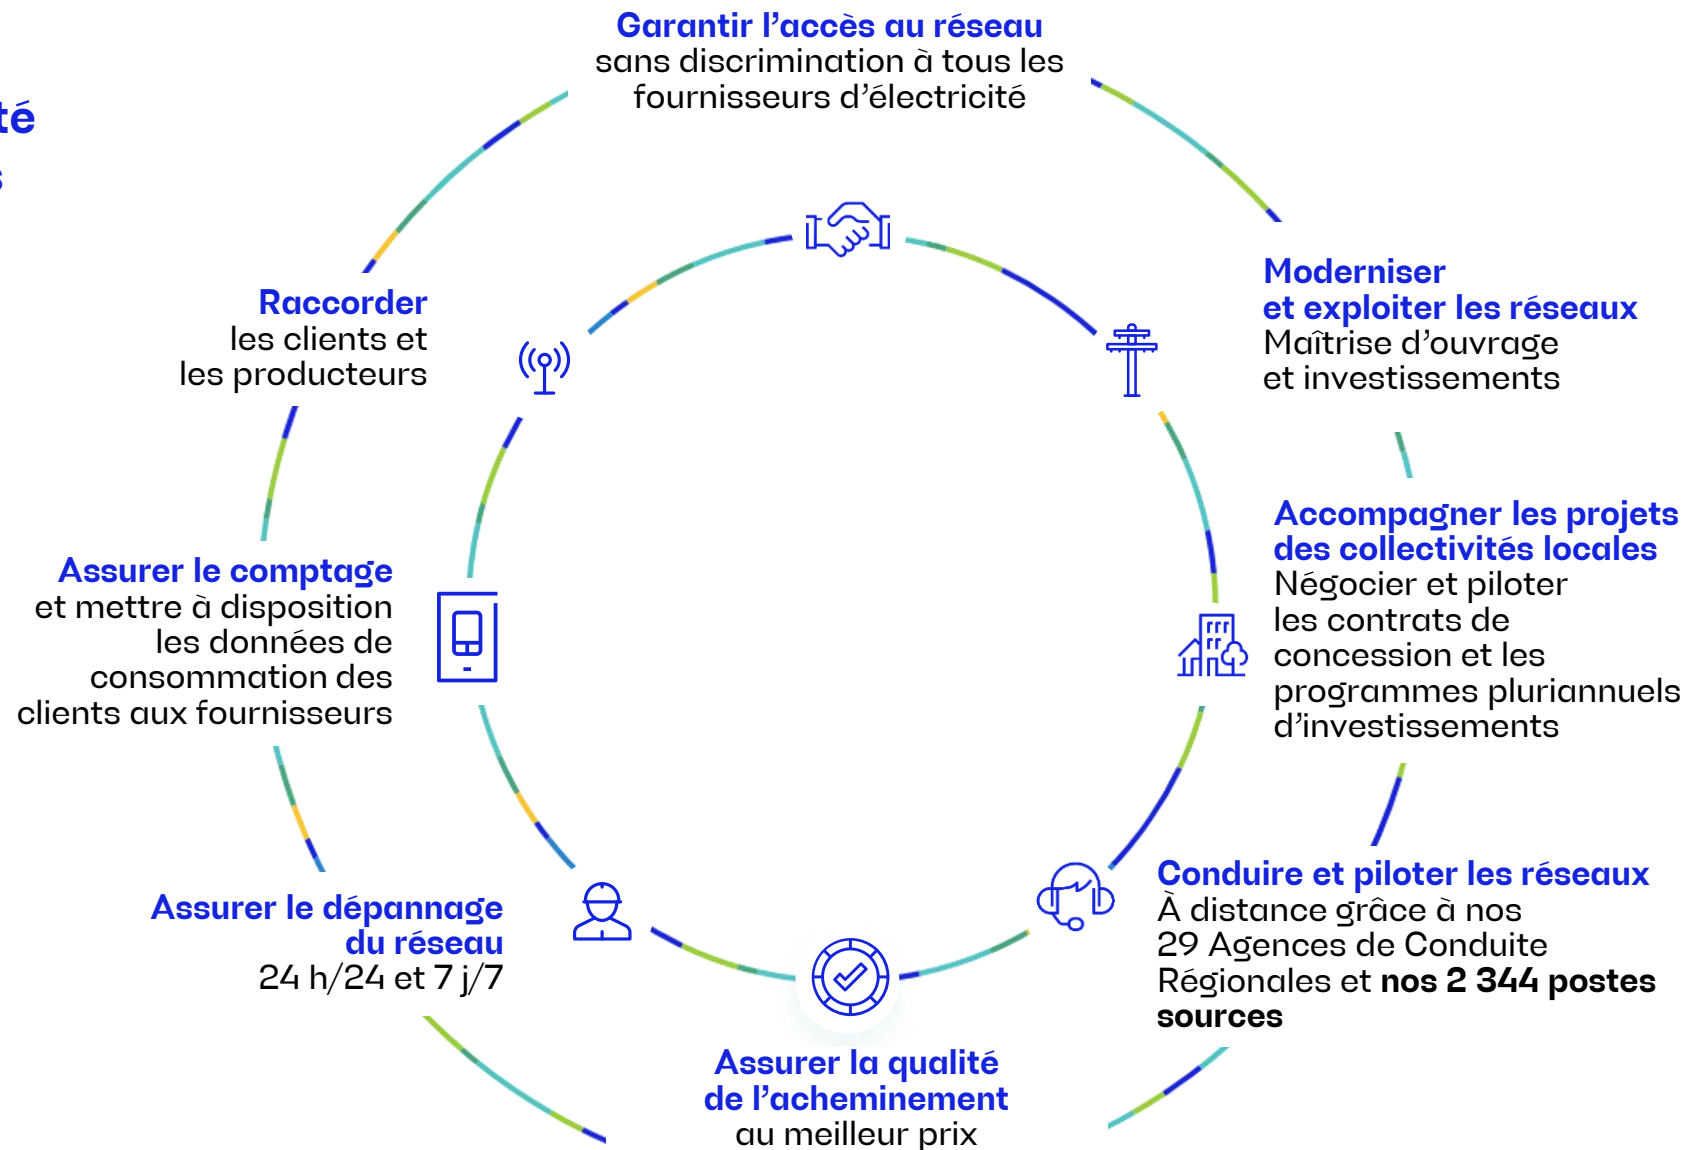 Garantir l’accès au réseau
sans discrimination à tous les
fournisseurs d’électricité
té
s
Moderniser
et exploiter les réseaux
Maîtrise d’ouvrage
et investissements
Accompagner les projets
des collectivités locales
Négocier et piloter
les contrats de
concession et les
programmes pluriannuels
d’investissements
Conduire et piloter les réseaux
À distance grâce à nos
29 Agences de Conduite
Régionales et nos 2 344 postes
sources
Assurer la qualité
de l’acheminement
au meilleur prix
Assurer le dépannage
du réseau
24 h/24 et 7 j/7
Assurer le comptage
et mettre à disposition
les données de
consommation des
clients aux fournisseurs
Raccorder
les clients et
les producteurs